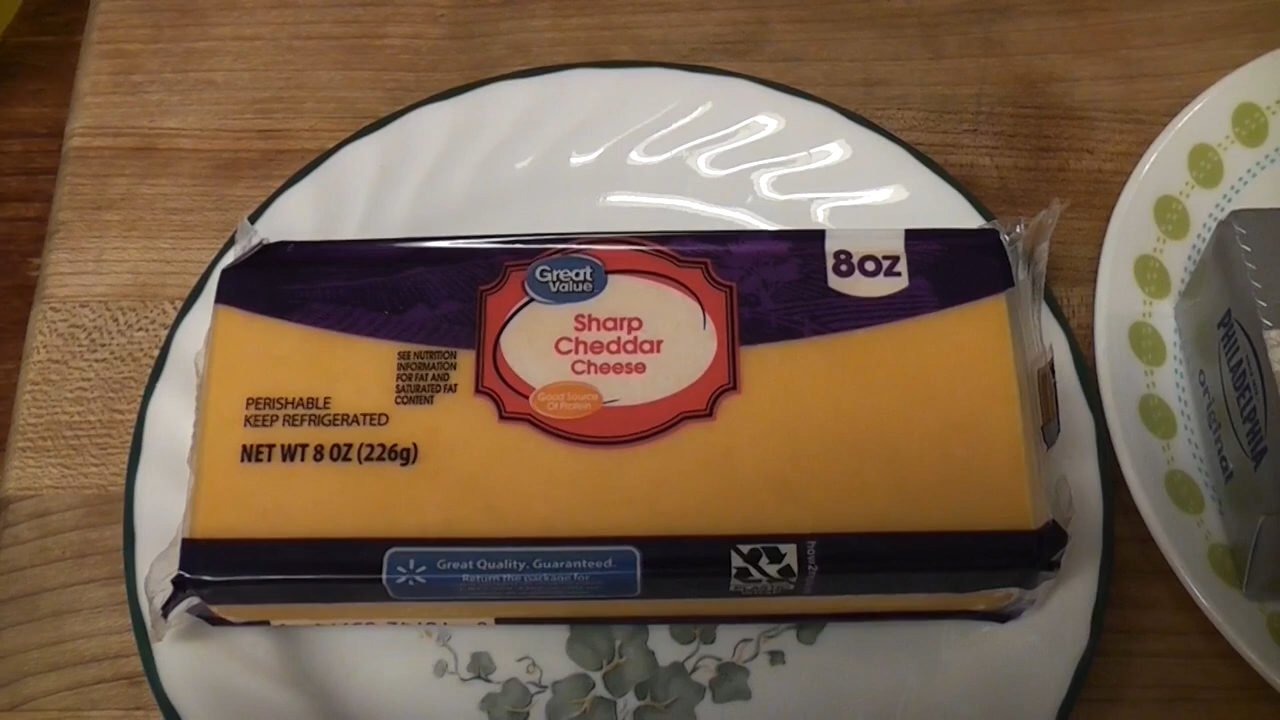 Great
Value
8oz
Sharp
Cheddar
Cheese
Good Source
Of Protein
SEE NUTRITION
INFORMATION
FOR FAT AND
SATURATED FAT
CONTENT
PERISHABLE
KEEP REFRIGERATED
NET WT 8 OZ (226g)
Great Quality. Guaranteed.
Return the package for
PHILADELPHIA
original